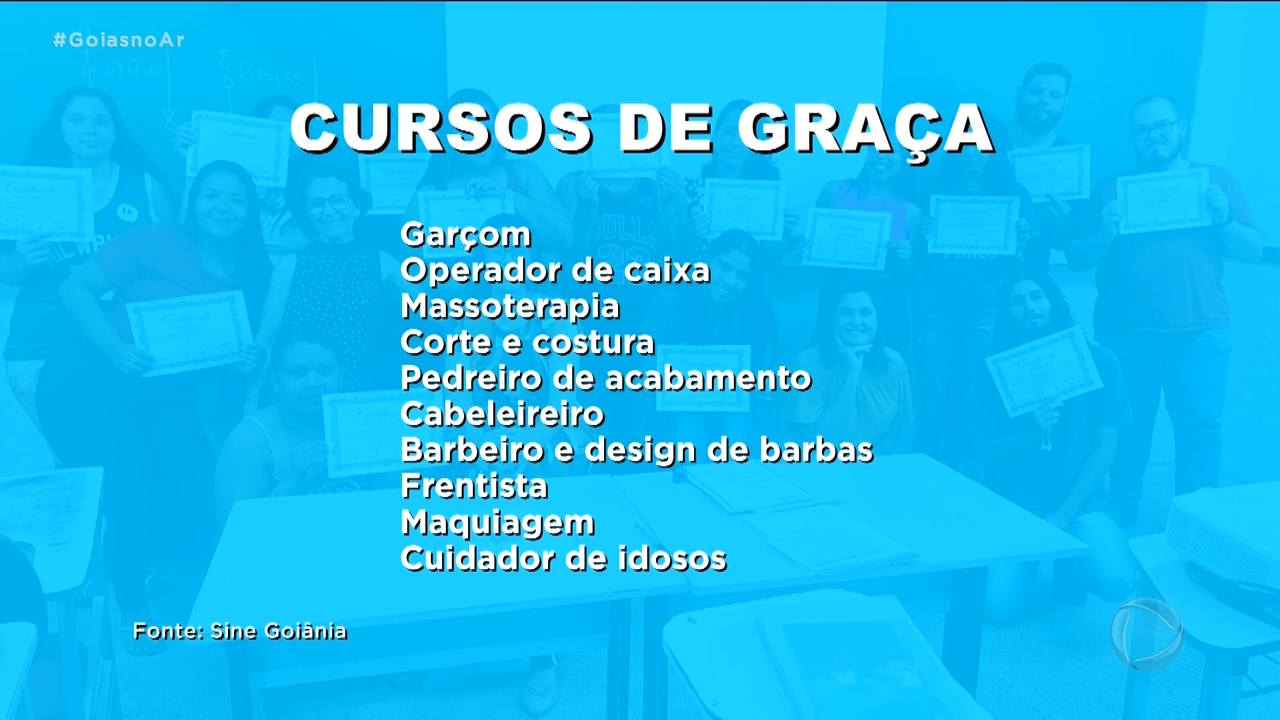 #GoiasnoAr
CURSOS DE GRAÇA
Garçom
Operador de caixa
Massoterapia
Corte e costura
Pedreiro de acabamento
Cabeleireiro
Barbeiro e design de barbas
Frentista
Maquiagem
Cuidador de idosos
Fonte: Sine Goiânia